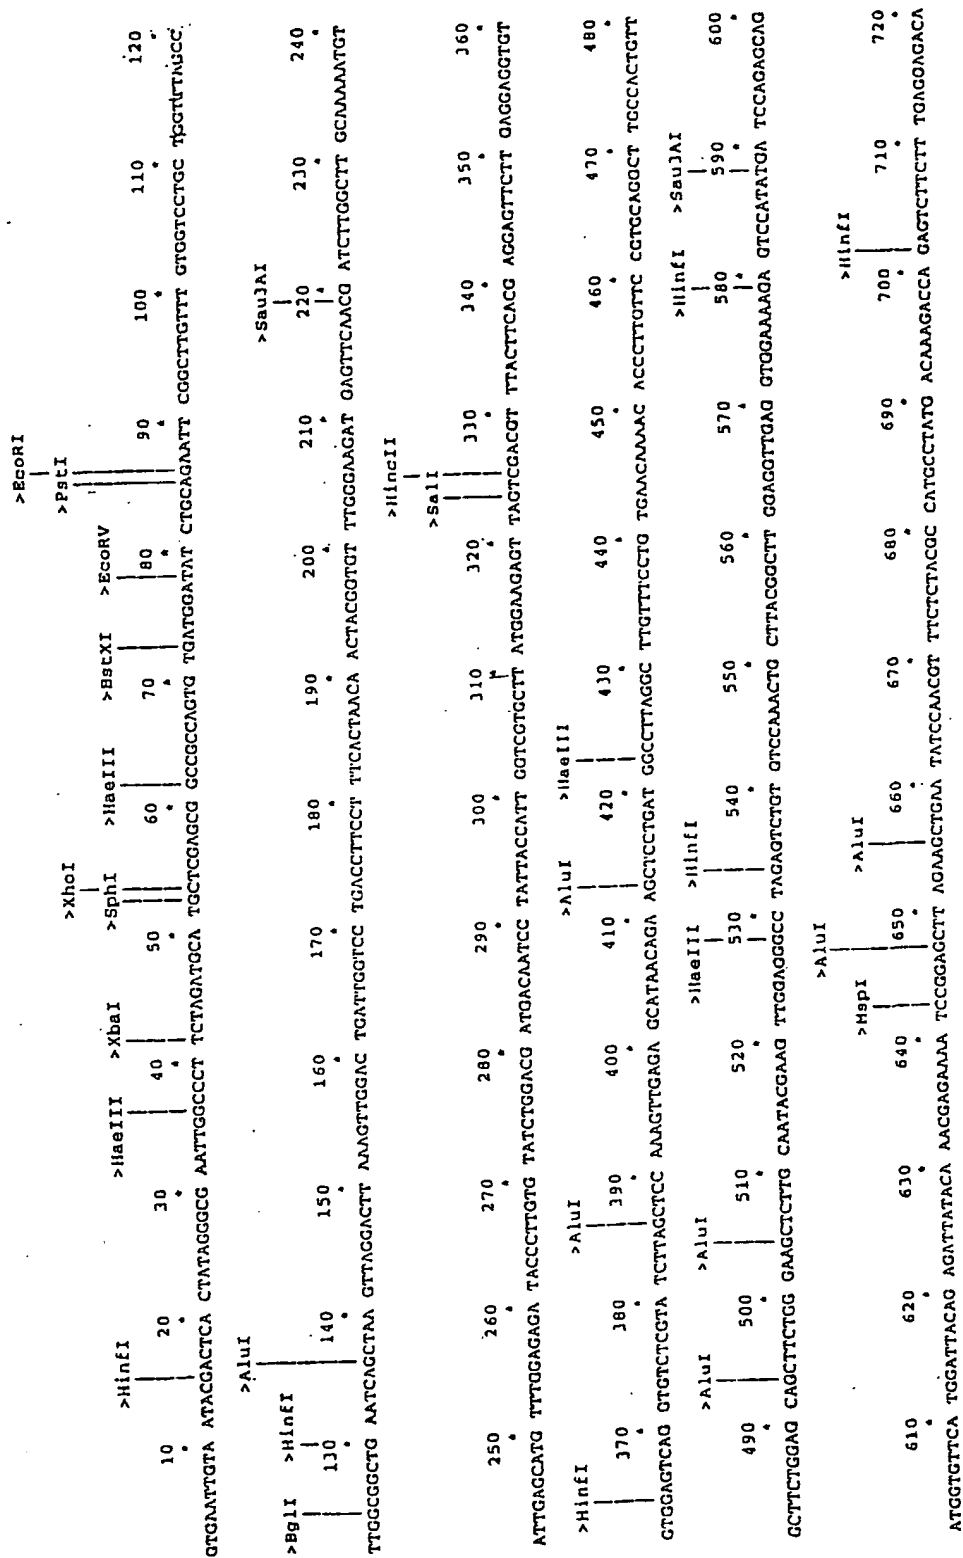 >EcoRI
>XhoI
>HaeIII >XbaI >SphI >HaeIII >BstXI >EcoRV >PstI
>HinfI
10 20 30 40 50 60 70 80 90 100 110 120
GTGAATTGTA ATACGACTCA CTATAGGGCG AATTGGCCCT TCTAGATGCA TGCTCGAGCG GCCGCCAGTG TGATGGATAT CTGCAGAATT CGGCTTGTTT GTGGTCCTGC TGGTTTAGCC
>AluI
>BglI >HinfI >Sau3AI
130 140 150 160 170 180 190 200 210 220 230 240
TTGGCGGCTG AATCAGCTAA GTTAGGACTT AAAGTTGGAC TGATTGGTCC TGACCTTCCT TTCACTAACA ACTACGGTGT TTGGGAAGAT GAGTTCAACG ATCTTGGCTT GCAAAAATGT
>HincII
>SalI
250 260 270 280 290 300 310 320 330 340 350 360
ATTGAGCATG TTTGGAGAGA TACCCTTGTG TATCTGGACG ATGACAATCC TATTACCATT GGTCGTGCTT ATGGAAGAGT TAGTCGACGT TTACTTCACG AGGAGTTCTT GAGGAGGTGT
>HinfI >AluI >AluI >HaeIII
370 380 390 400 410 420 430 440 450 460 470 480
GTGGAGTCAG GTGTCTCGTA TCTTAGCTCC AAAGTTGAGA GCATAACAGA AGCTCCTGAT GGCCTTAGGC TTGTTTCCTG TGAACAAAAC ACCCTTGTTC CGTGCAGGCT TGCCACTGTT
>AluI >AluI >HaeIII >HinfI >HinfI >Sau3AI
490 500 510 520 530 540 550 560 570 580 590 600
GCTTCTGGAG CAGCTTCTGG GAAGCTCTTG CAATACGAAG TTGGAGGCCC TAGAGTCTGT GTCCAAACTG CTTACGGCTT GGAGGTTGAG GTGGAAAAGA GTCCATATGA TCCAGAGCAG
>AluI
>MspI >AluI >HinfI
610 620 630 640 650 660 670 680 690 700 710 720
ATGGTGTTCA TGGATTACAG AGATTATACA AACGAGAAAA TCCGGAGCTT AGAAGCTGAA TATCCAACGT TTCTCTACGC CATGCCTATG ACAAAGACCA GAGTCTTCTT TGAGGAGACA